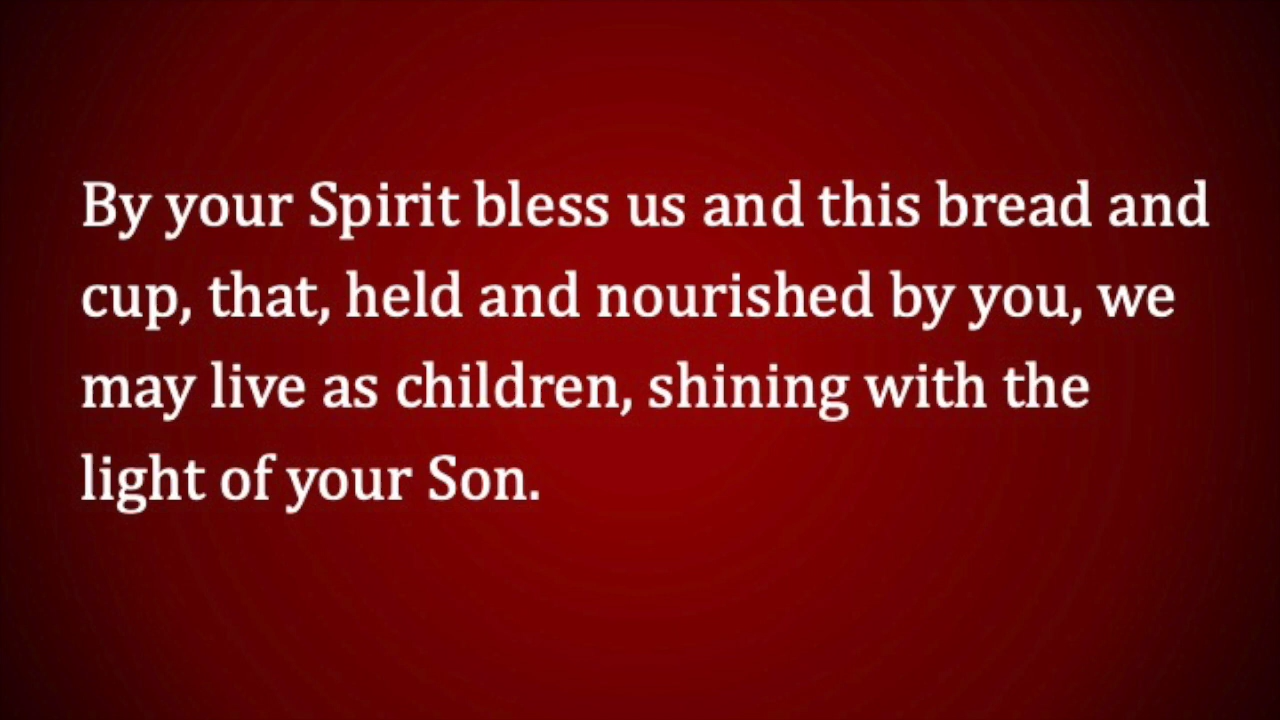 By your Spirit bless us and this bread and
cup, that, held and nourished by you, we
may live as children, shining with the
light of your Son.